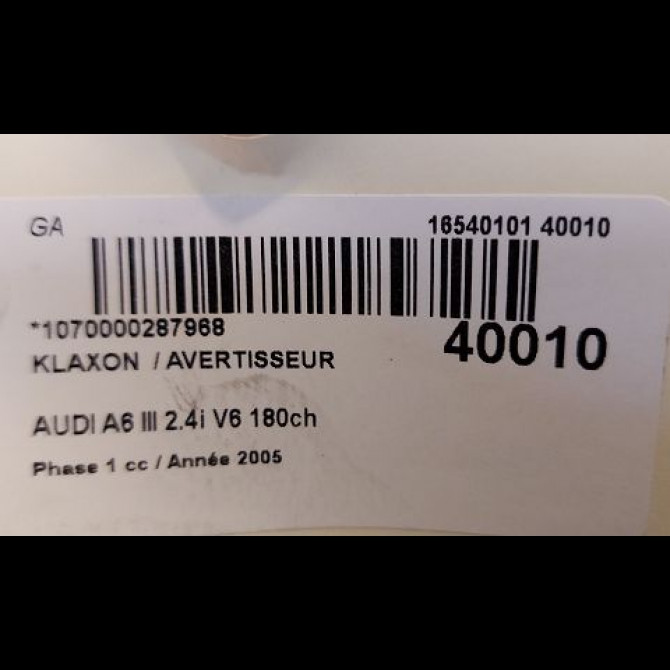 GA 16540101 40010
*1070000287968 40010
KLAXON / AVERTISSEUR
AUDI A6 III 2.4i V6 180ch
Phase 1 cc / Année 2005